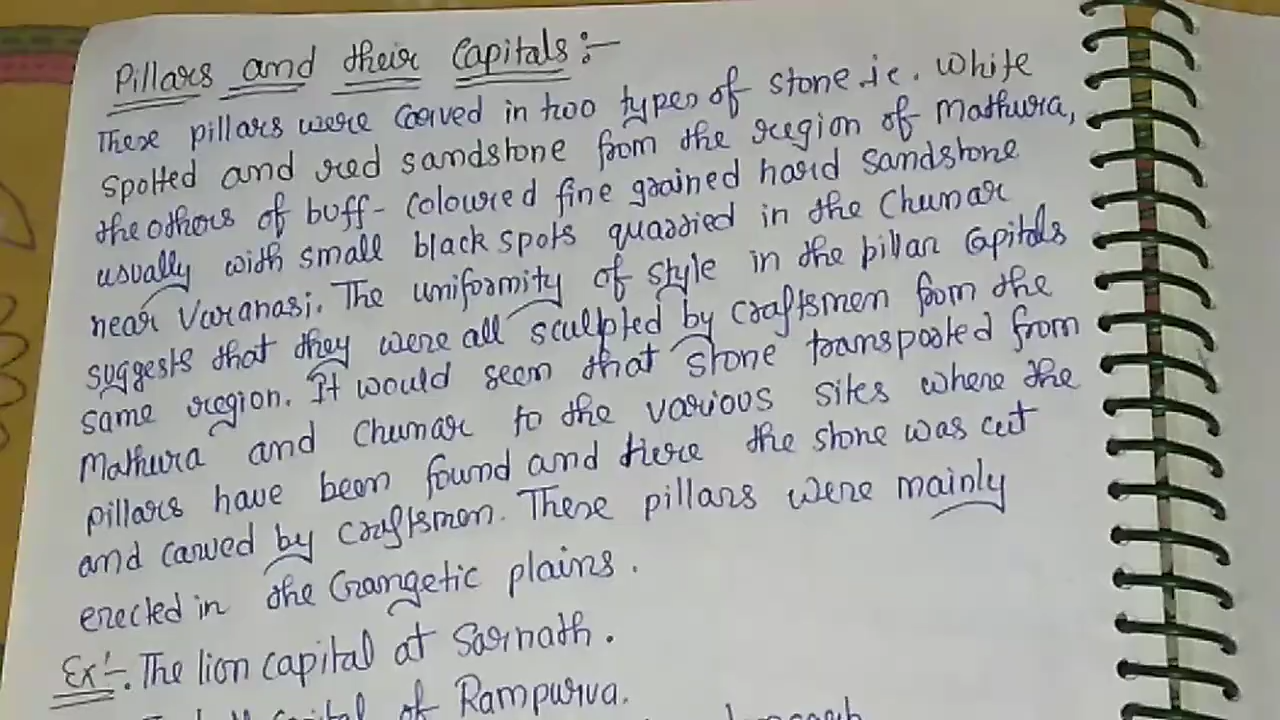 Pillars and their Capitals:-
These pillars were carved in two types of stone ie. White
spotted and red sandstone from the region of Mathura,
the others of buff-coloured fine grained hard sandstone
usually with small black spots quarried in the Chunar
near Varanasi. The uniformity of style in the pillar Capitals
suggests that they were all sculpted by craftsmen from the
same region. It would seem that stone transported from
Mathura and Chunar to the various sites where the
pillars have been found and here the stone was cut
and carved by craftsmen. These pillars were mainly
erected in the Gangetic plains.
Ex:-. The lion capital at Sarnath.
of Rampurva.